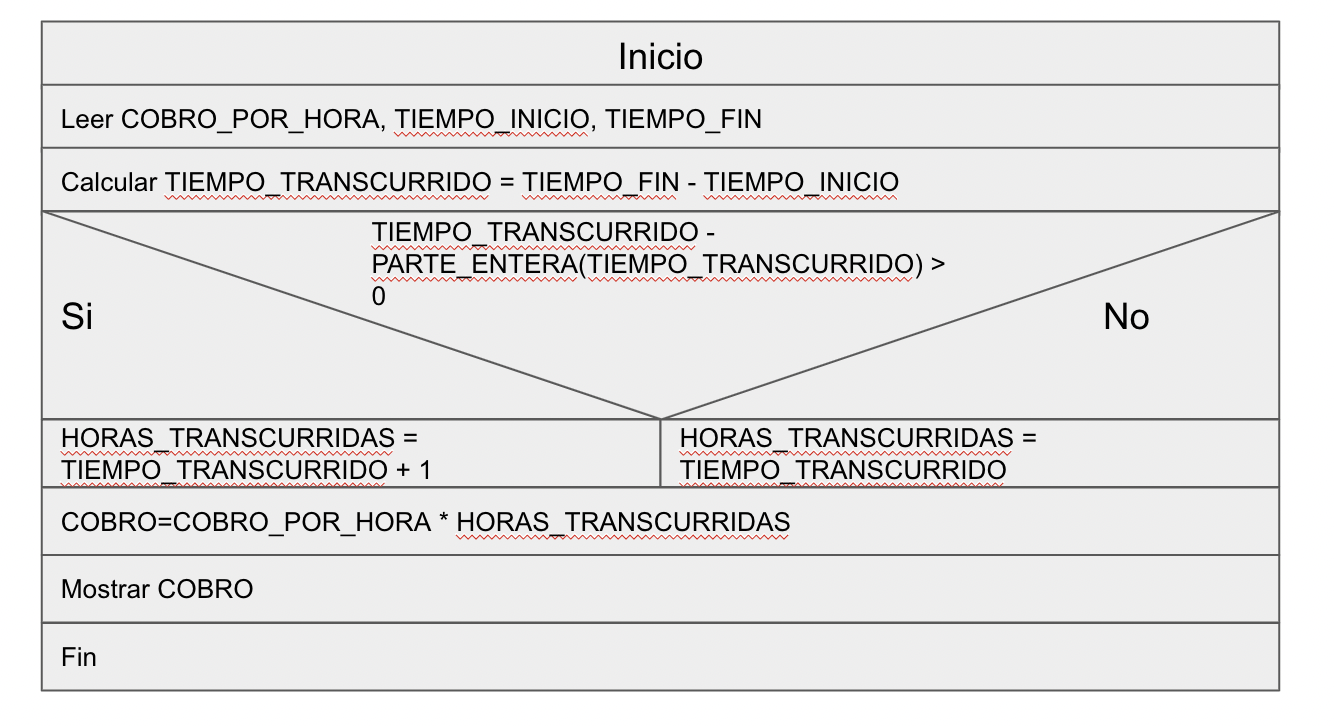 Inicio
Leer COBRO_POR_HORA, TIEMPO_INICIO, TIEMPO_FIN
Calcular TIEMPO_TRANSCURRIDO = TIEMPO_FIN - TIEMPO_INICIO
TIEMPO_TRANSCURRIDO -
PARTE_ENTERA(TIEMPO_TRANSCURRIDO) >
0
Si
No
HORAS_TRANSCURRIDAS =
TIEMPO_TRANSCURRIDO + 1
HORAS_TRANSCURRIDAS =
TIEMPO_TRANSCURRIDO
COBRO=COBRO_POR_HORA * HORAS_TRANSCURRIDAS
Mostrar COBRO
Fin